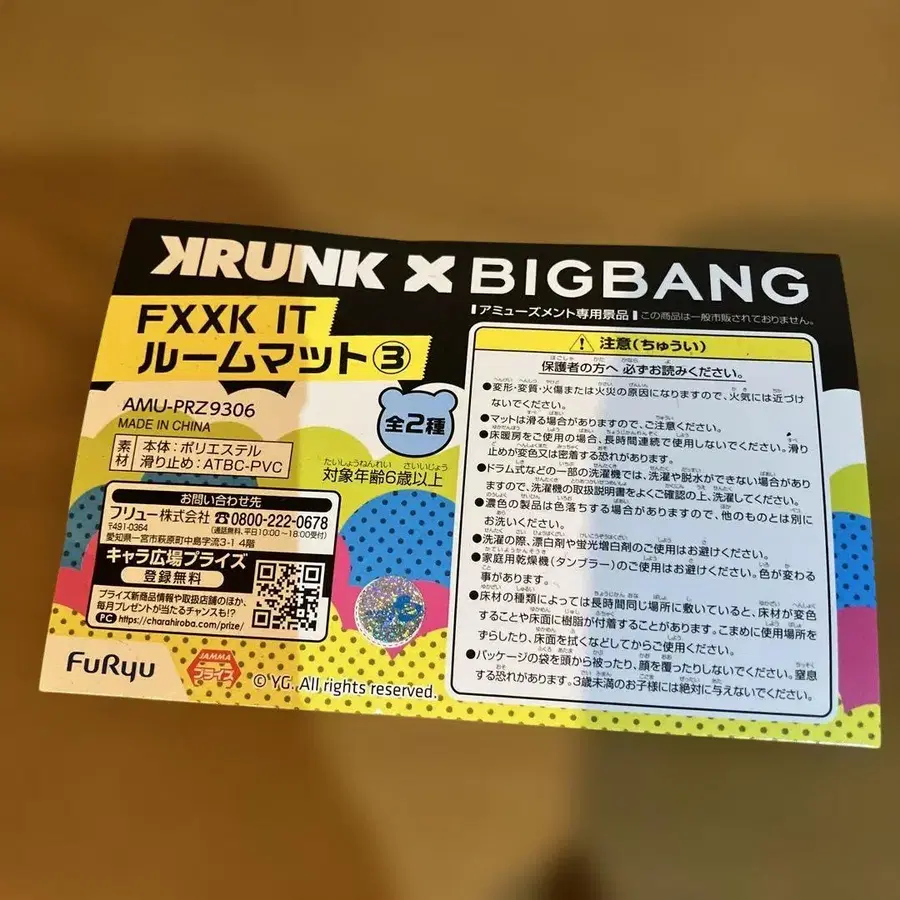 KRUNK X BIGBANG
FXXK IT
ルームマット③
AMU-PRZ9306
MADE IN CHINA
素材
本体:ポリエステル
滑り止め:ATBC-PVC
全2種
対象年齢6歳以上
お問い合わせ先
フリュー株式会社 ☎0800-222-0678
〒491-0364 (通話無料、平日10:00~18:00受付)
愛知県一宮市萩原町中島字流3-1 4階
キャラ広場プライズ
登録無料
プライズ新商品情報や取扱店舗のほか、
毎月プレゼントが当たるチャンスも!?
PC https://charahiroba.com/prize/
FuRyu
JAMMA
プライズ
© YG. All rights reserved.
アミューズメント専用景品 この商品は一般市販されておりません。
⚠ 注意(ちゅうい)
保護者の方へ 必ずお読みください。
●変形・変質・火傷または火災の原因になりますので、火気には近づけ
ないでください。
●マットは滑る場合がありますので、ご注意ください。
●床暖房をご使用の場合、長時間連続で使用しないでください。滑り
止めが変色又は密着する恐れがあります。
●ドラム式などの一部の洗濯機では、洗濯や脱水ができない場合があり
ますので、洗濯機の取扱説明書をよくご確認の上、洗濯してください。
●濃色の製品は色落ちする場合がありますので、他のものとは別に
お洗いください。
●洗濯の際、漂白剤や蛍光増白剤のご使用はお避けください。
●家庭用乾燥機(タンブラー)のご使用はお避けください。色が変わる
事があります。
●床材の種類によっては長時間同じ場所に敷いていると、床材が変色
することや床面に樹脂が付着することがあります。こまめに使用場所を
ずらしたり、床面を拭くなどしてからご使用ください。
●パッケージの袋を頭から被ったり、顔を覆ったりしないでください。窒息
する恐れがあります。3歳未満のお子様には絶対に与えないでください。